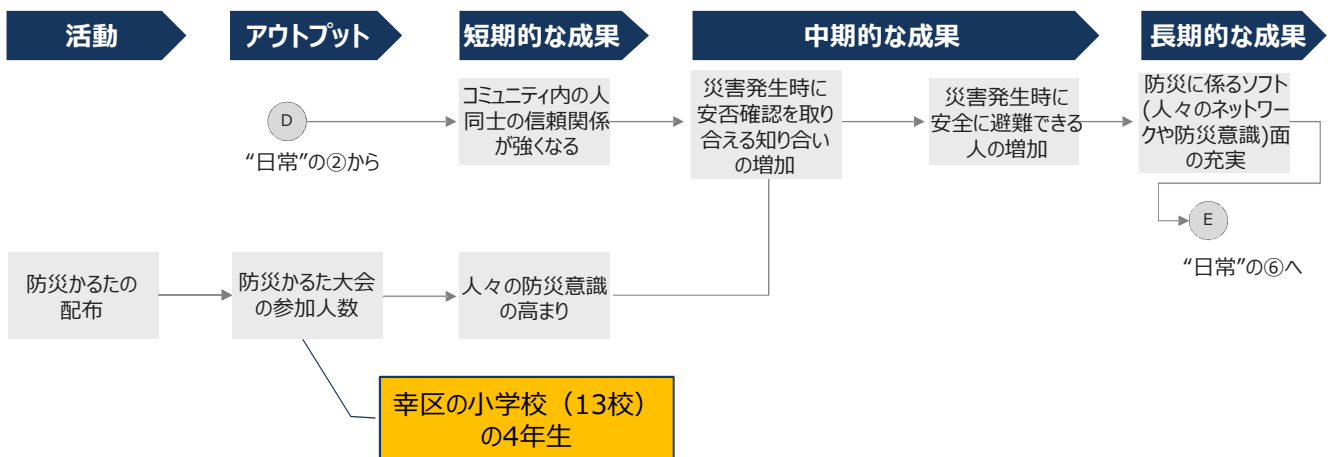 活動
アウトプット
短期的な成果
中期的な成果
長期的な成果
D
“日常”の②から
コミュニティ内の人
同士の信頼関係
が強くなる
災害発生時に
安否確認を取り
合える知り合い
の増加
災害発生時に
安全に避難できる
人の増加
防災に係るソフト
(人々のネットワー
クや防災意識)面
の充実
E
“日常”の⑥へ
防災かるたの
配布
防災かるた大会
の参加人数
人々の防災意識
の高まり
幸区の小学校（13校）
の4年生